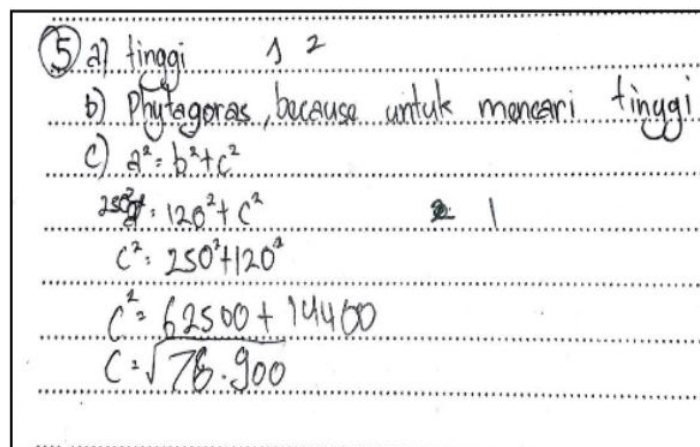 5 a) tinggi 1 2
b) Phytagoras, because untuk mencari tinggi
c) a² = b² + c²
250² = 120² + c² 1
c² = 250² + 120²
c² = 62500 + 14400
c = √78.900